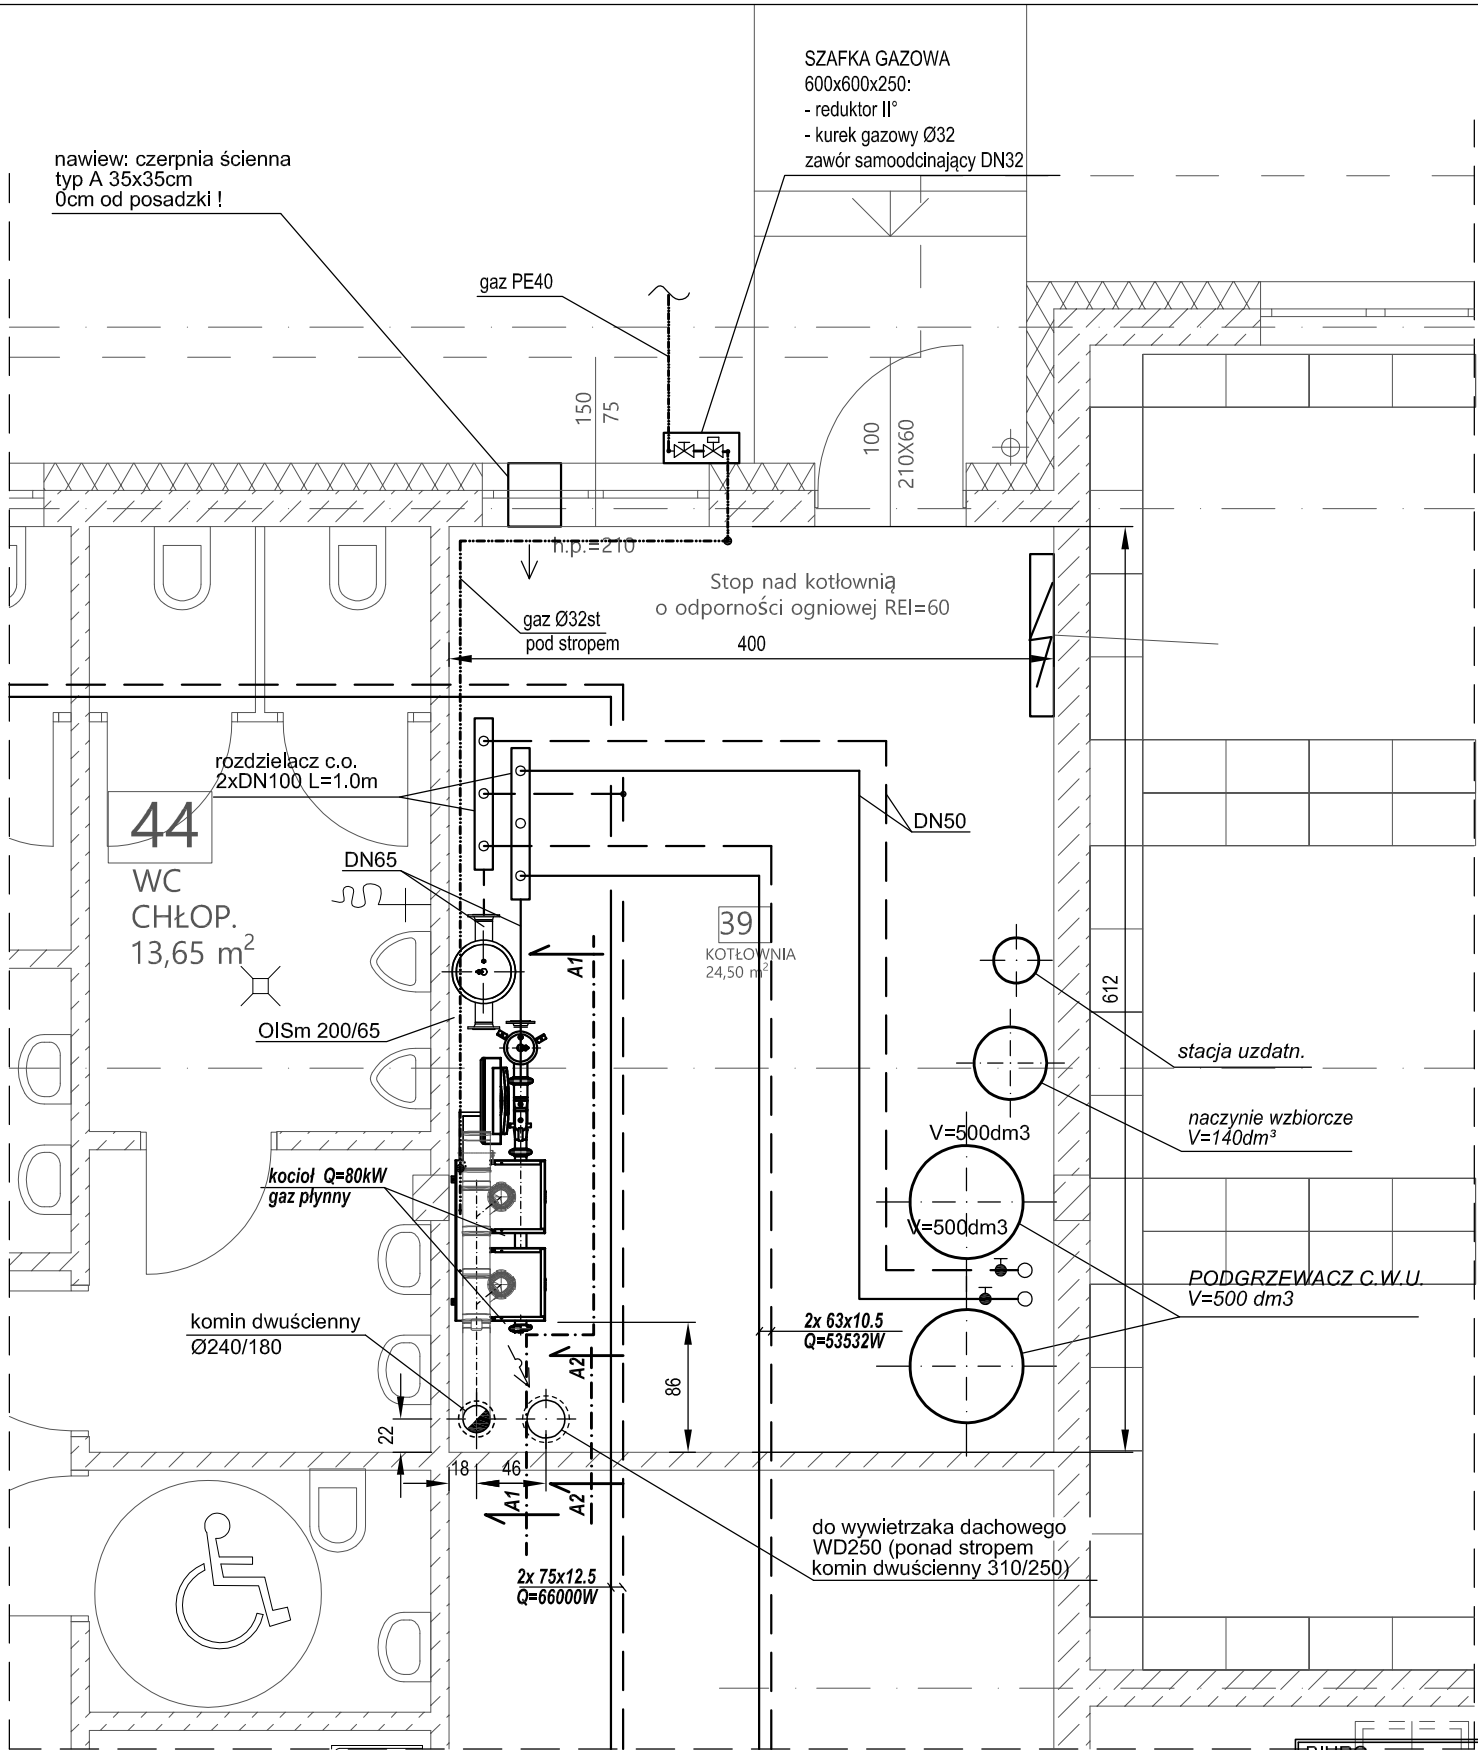 SZAFKA GAZOWA
600x600x250:
- reduktor II°
- kurek gazowy Ø32
zawór samoodcinający DN32
nawiew: czerpnia ścienna
typ A 35x35cm
0cm od posadzki !
gaz PE40
150
75
100
210X60
h.p.=210
Stop nad kotłownią
o odporności ogniowej REI=60
gaz Ø32st
pod stropem
400
rozdzielacz c.o.
2xDN100 L=1.0m
44
WC
CHŁOP.
13,65 m²
DN65
DN50
39
KOTŁOWNIA
24,50 m²
A1
612
OISm 200/65
stacja uzdatn.
naczynie wzbiorcze
V=140dm³
V=500dm3
kocioł Q=80kW
gaz płynny
V=500dm3
PODGRZEWACZ C.W.U.
V=500 dm3
komin dwuścienny
Ø240/180
2x 63x10.5
Q=53532W
A2
86
22
18
46
A1
A2
do wywietrzaka dachowego
WD250 (ponad stropem
komin dwuścienny 310/250)
2x 75x12.5
Q=66000W
BIURO